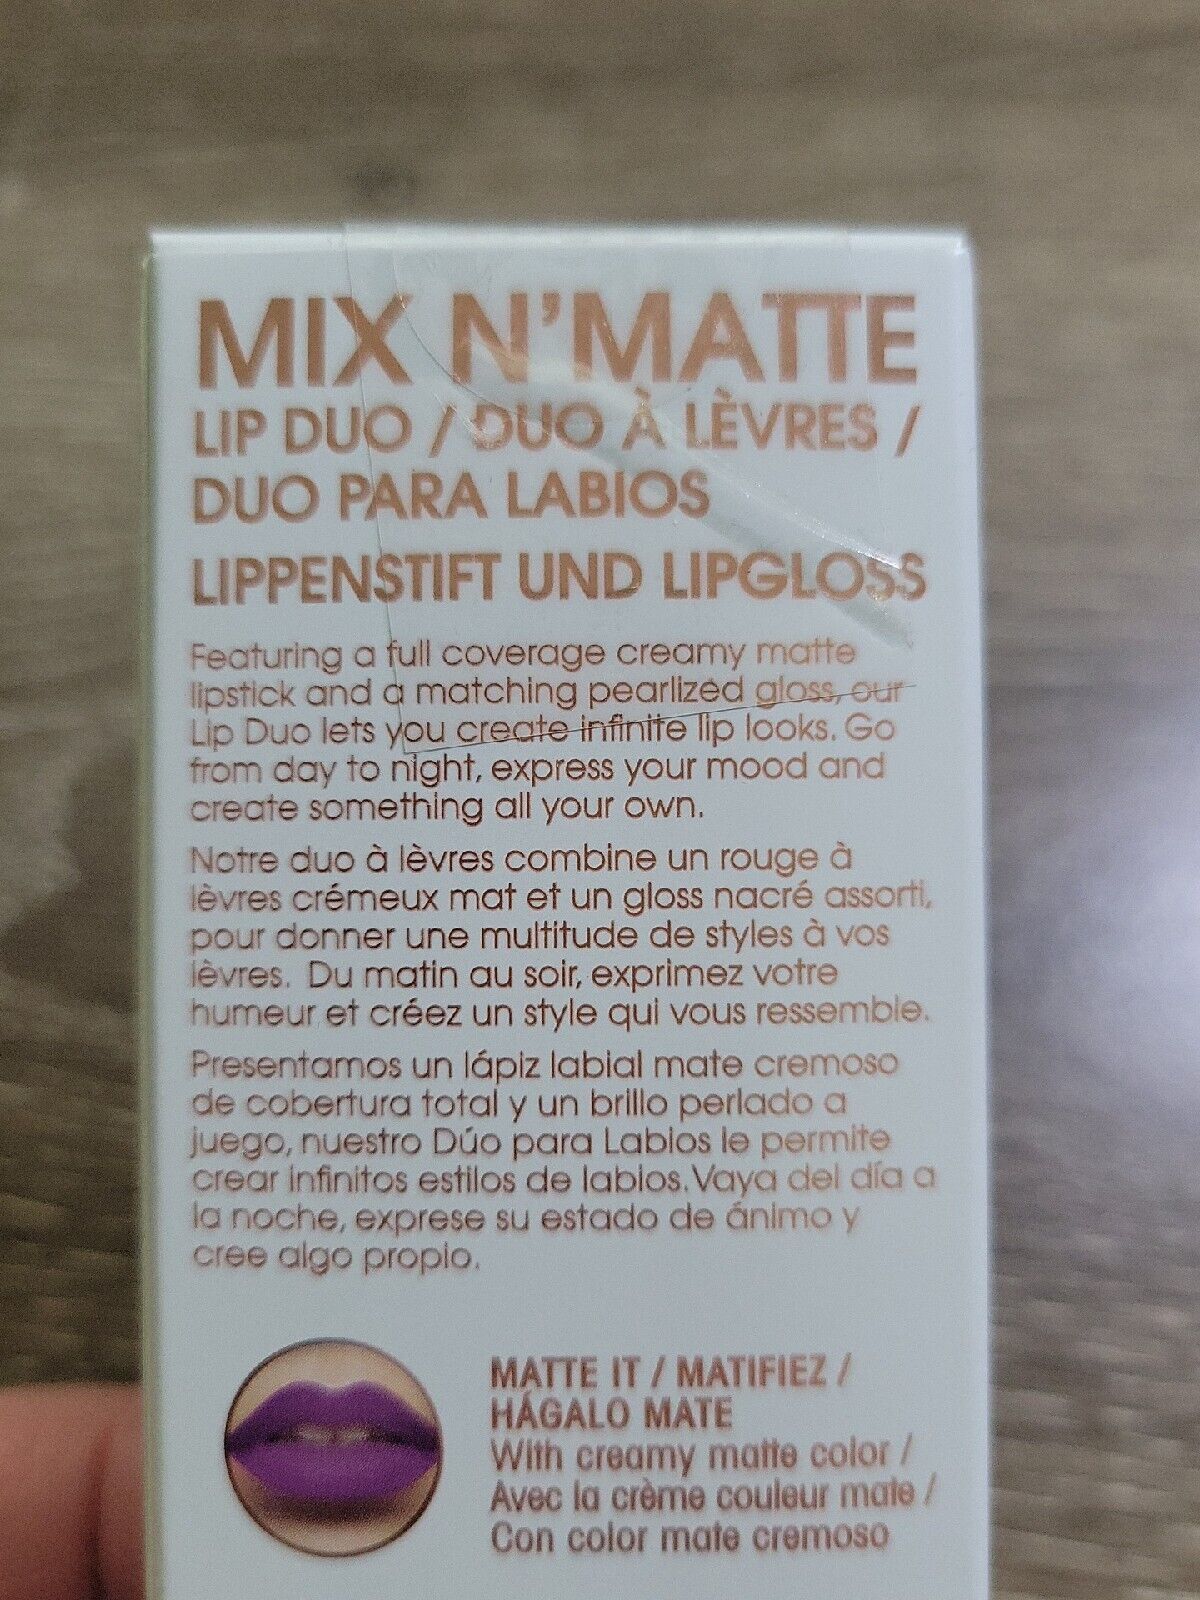 MIX N'MATTE
LIP DUO / DUO À LÈVRES /
DUO PARA LABIOS
LIPPENSTIFT UND LIPGLOSS
Featuring a full coverage creamy matte
lipstick and a matching pearlized gloss, our
Lip Duo lets you create infinite lip looks. Go
from day to night, express your mood and
create something all your own.
Notre duo à lèvres combine un rouge à
lèvres crémeux mat et un gloss nacré assorti,
pour donner une multitude de styles à vos
lèvres. Du matin au soir, exprimez votre
humeur et créez un style qui vous ressemble.
Presentamos un lápiz labial mate cremoso
de cobertura total y un brillo perlado a
juego, nuestro Dúo para Labios le permite
crear infinitos estilos de labios. Vaya del día a
la noche, exprese su estado de ánimo y
cree algo propio.
MATTE IT / MATIFIEZ /
HÁGALO MATE
With creamy matte color /
Avec la crème couleur mate /
Con color mate cremoso